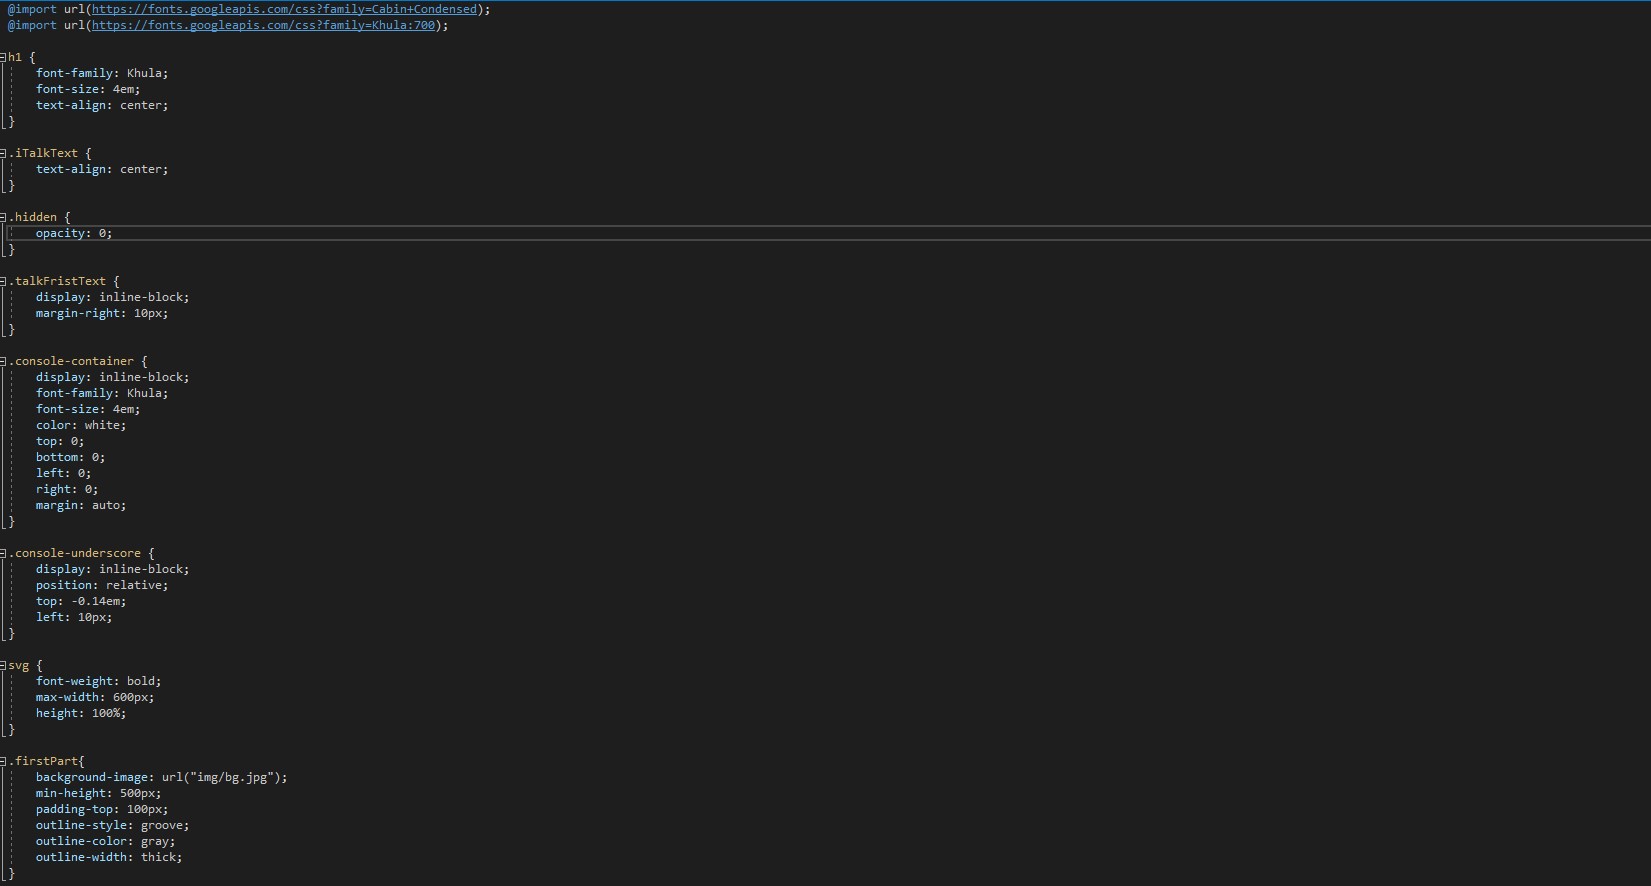 @import url(https://fonts.googleapis.com/css?family=Cabin+Condensed);
@import url(https://fonts.googleapis.com/css?family=Khula:700);
h1 {
font-family: Khula;
font-size: 4em;
text-align: center;
}
.iTalkText {
text-align: center;
}
.hidden {
opacity: 0;
}
.talkFristText {
display: inline-block;
margin-right: 10px;
}
.console-container {
display: inline-block;
font-family: Khula;
font-size: 4em;
color: white;
top: 0;
bottom: 0;
left: 0;
right: 0;
margin: auto;
}
.console-underscore {
display: inline-block;
position: relative;
top: -0.14em;
left: 10px;
}
svg {
font-weight: bold;
max-width: 600px;
height: 100%;
}
.firstPart{
background-image: url("img/bg.jpg");
min-height: 500px;
padding-top: 100px;
outline-style: groove;
outline-color: gray;
outline-width: thick;
}